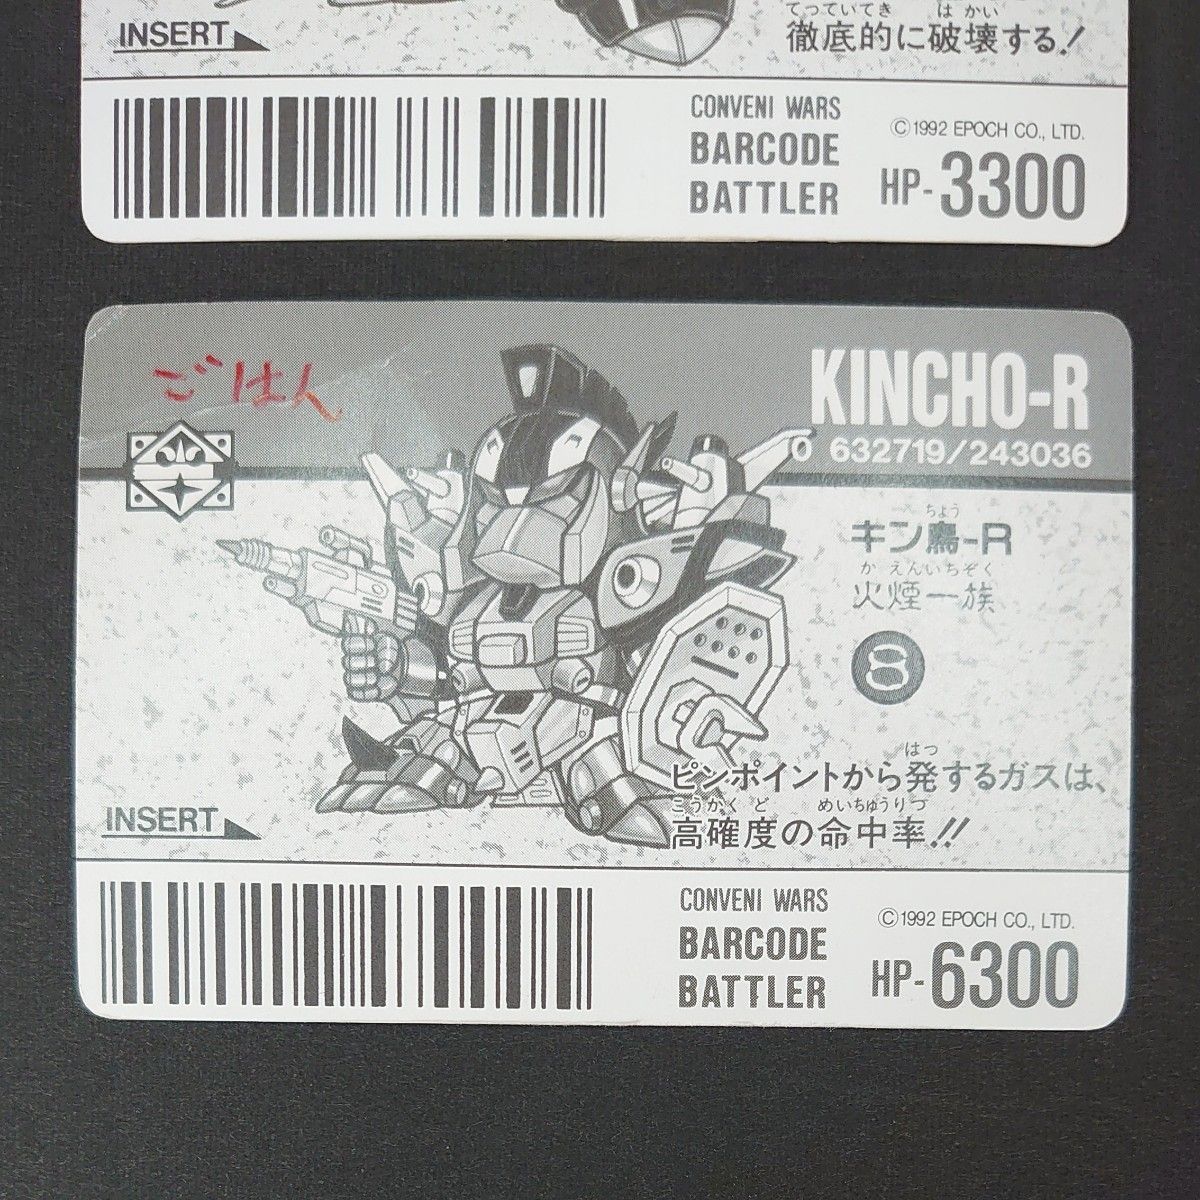 てっていてき はかい
徹底的に破壊する!
INSERT
CONVENI WARS
BARCODE
BATTLER
©1992 EPOCH CO., LTD.
HP-3300
ごはん
KINCHO-R
0 632719/243036
ちょう
キン鳥-R
か えんいちぞく
火煙一族
8
はっ
ピンポイントから発するガスは、
こうかく ど めいちゅうりつ
高確度の命中率!!
INSERT
CONVENI WARS
BARCODE
BATTLER
©1992 EPOCH CO., LTD.
HP-6300